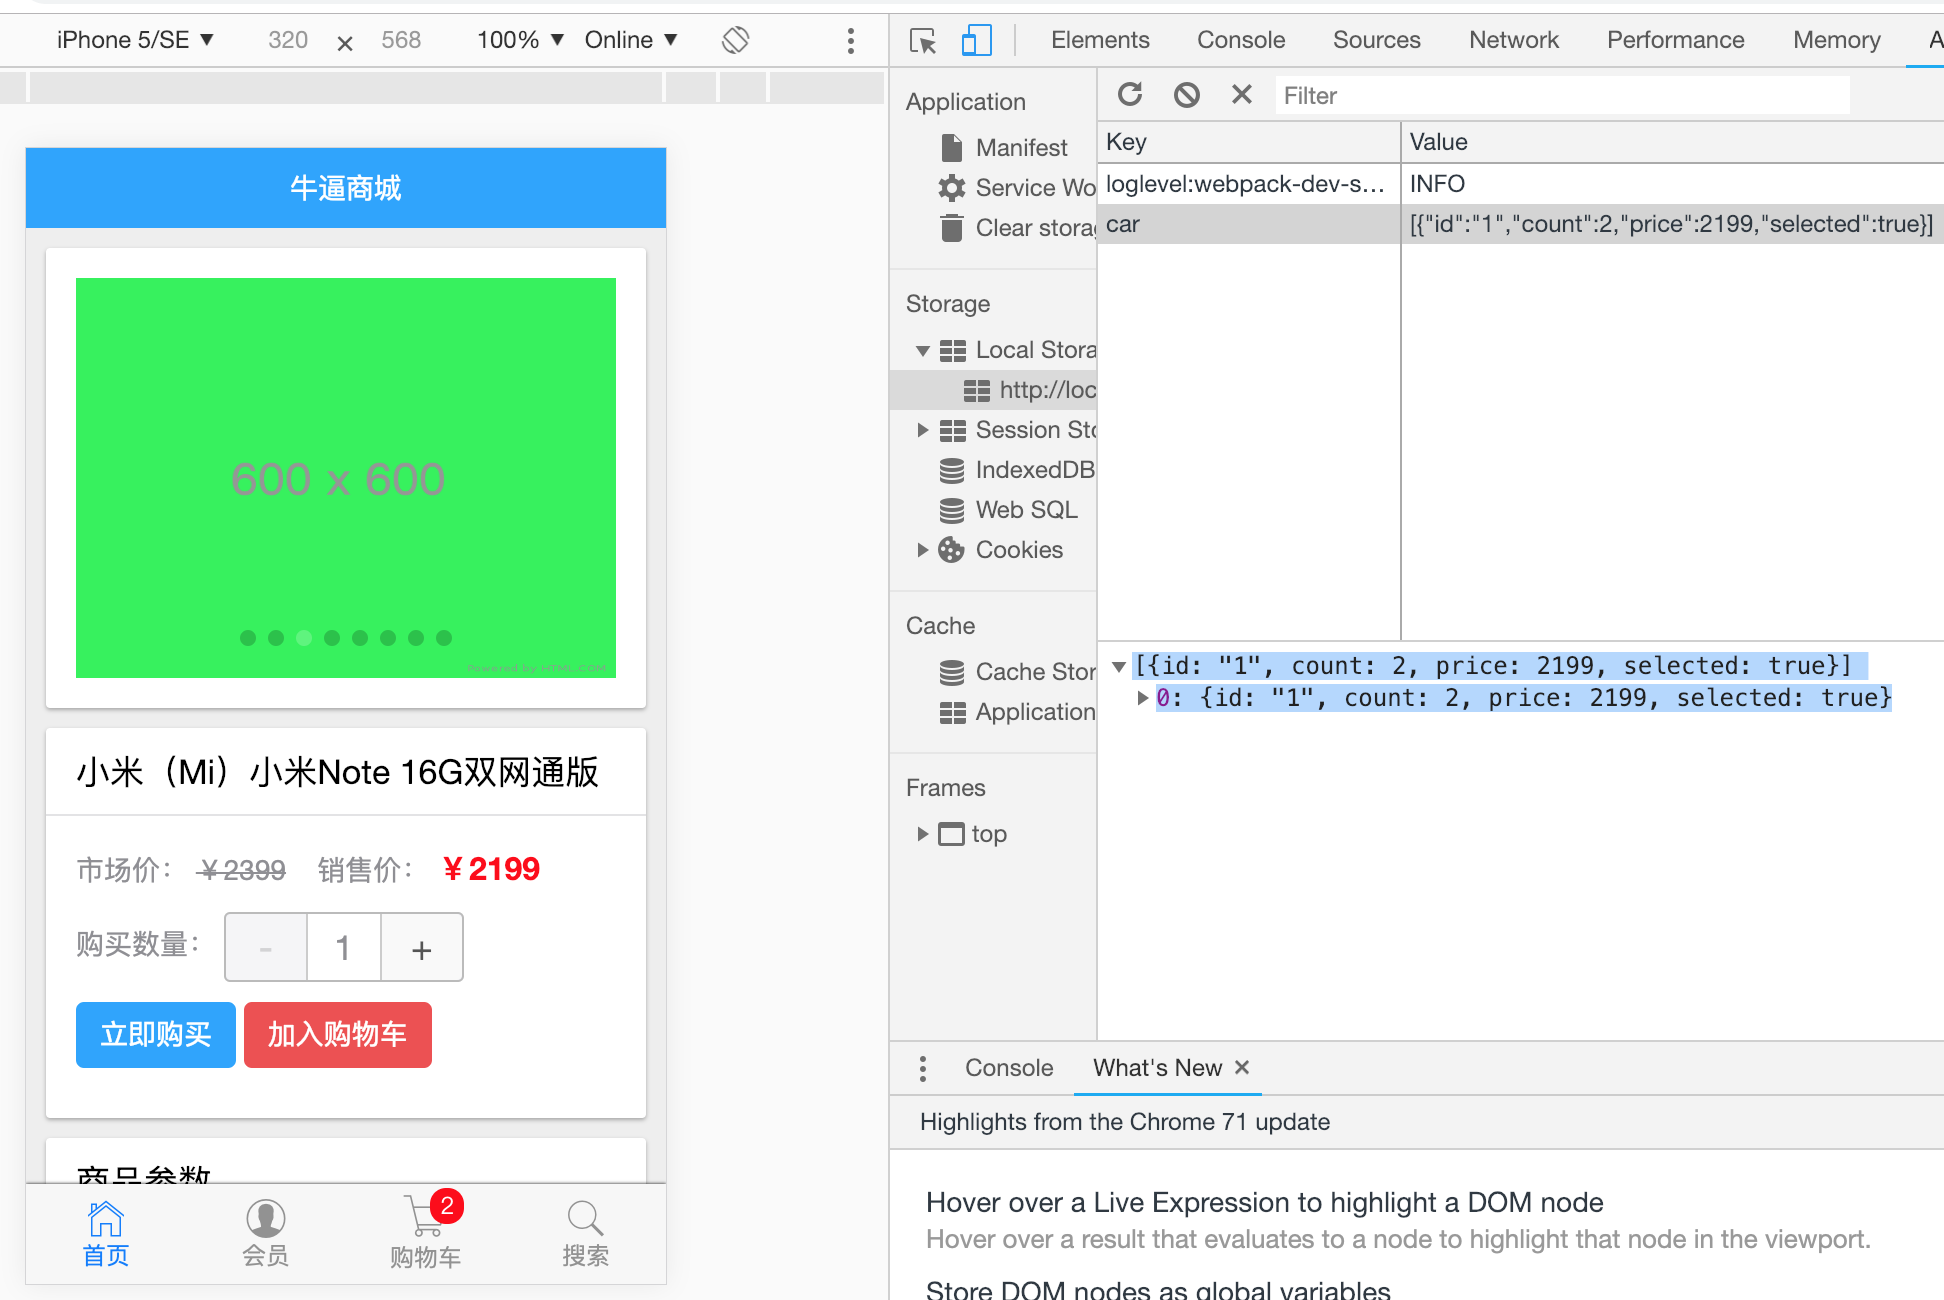 iPhone 5/SE ▼ 320 × 568 100% ▼ Online ▼
牛逼商城
600 x 600
Powered by HTML.COM
小米（Mi）小米Note 16G双网通版
市场价： ￥2399 销售价： ￥2199
购买数量： - 1 +
立即购买 加入购物车
商品参数
2
首页 会员 购物车 搜索
Elements Console Sources Network Performance Memory A
Application
Manifest
Service Wo
Clear storag
Storage
Local Stora
http://loc
Session Sto
IndexedDB
Web SQL
Cookies
Cache
Cache Stor
Application
Frames
top
Filter
Key Value
loglevel:webpack-dev-s... INFO
car [{"id":"1","count":2,"price":2199,"selected":true}]
[{id: "1", count: 2, price: 2199, selected: true}]
0: {id: "1", count: 2, price: 2199, selected: true}
Console What's New ×
Highlights from the Chrome 71 update
Hover over a Live Expression to highlight a DOM node
Hover over a result that evaluates to a node to highlight that node in the viewport.
Store DOM nodes as global variables